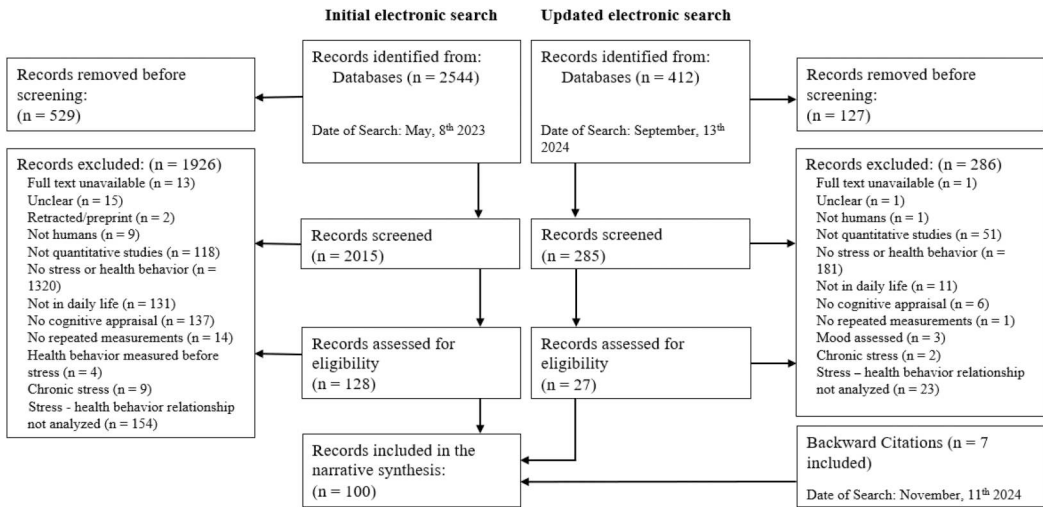 Initial electronic search
Updated electronic search
Records identified from:
Databases (n = 2544)
Date of Search: May, 8th 2023
Records identified from:
Databases (n = 412)
Date of Search: September, 13th
2024
Records removed before
screening:
(n = 529)
Records removed before
screening:
(n = 127)
Records excluded: (n = 1926)
Full text unavailable (n = 13)
Unclear (n = 15)
Retracted/preprint (n = 2)
Not humans (n = 9)
Not quantitative studies (n = 118)
No stress or health behavior (n =
1320)
Not in daily life (n = 131)
No cognitive appraisal (n = 137)
No repeated measurements (n = 14)
Health behavior measured before
stress (n = 4)
Chronic stress (n = 9)
Stress - health behavior relationship
not analyzed (n = 154)
Records screened
(n = 2015)
Records screened
(n = 285)
Records excluded: (n = 286)
Full text unavailable (n = 1)
Unclear (n = 1)
Not humans (n = 1)
Not quantitative studies (n = 51)
No stress or health behavior (n =
181)
Not in daily life (n = 11)
No cognitive appraisal (n = 6)
No repeated measurements (n = 1)
Mood assessed (n = 3)
Chronic stress (n = 2)
Stress – health behavior relationship
not analyzed (n = 23)
Records assessed for
eligibility
(n = 128)
Records assessed for
eligibility
(n = 27)
Records included in the
narrative synthesis:
(n = 100)
Backward Citations (n = 7
included)
Date of Search: November, 11th 2024